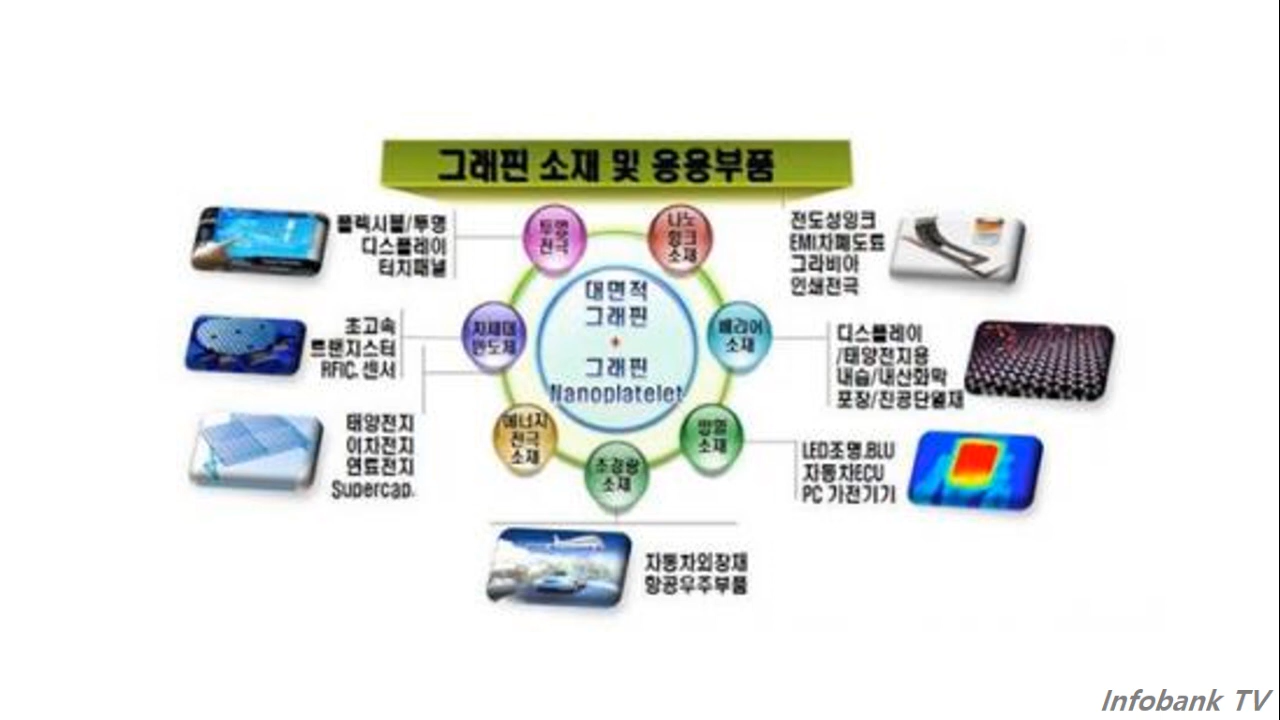 그래핀 소재 및 응용부품
플렉시블/투명
디스플레이
터치패널
투명
전극
나노
잉크
소재
전도성잉크
EMI차폐도료
그라비아
인쇄전극
대면적
그래핀
+
그래핀
Nanoplatelet
초고속
트랜지스터
RFIC. 센서
차세대
반도체
배리어
소재
디스플레이
/태양전지용
내습/내산화막
포장/진공단열재
태양전지
이차전지
연료전지
Supercap.
에너지
전극
소재
초경량
소재
방열
소재
LED조명.BLU
자동차ECU
PC 가전기기
자동차외장재
항공우주부품
Infobank TV